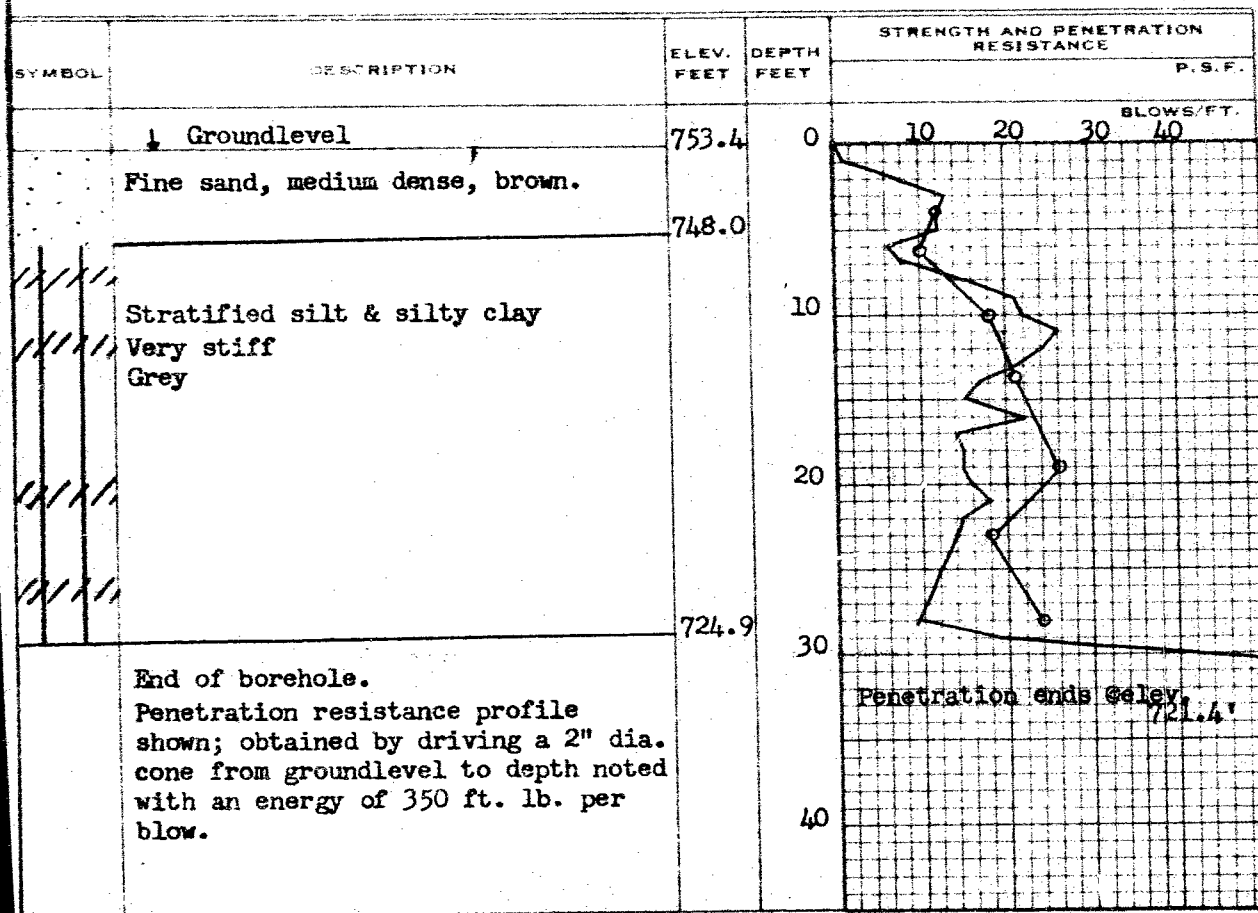 STRENGTH AND PENETRATION
RESISTANCE
SYMBOL DESCRIPTION ELEV. FEET DEPTH FEET
P.S.F.
BLOWS/FT.
10 20 30 40
Groundlevel 753.4 0
Fine sand, medium dense, brown.
748.0
10
Stratified silt & silty clay
Very stiff
Grey
20
724.9
30
End of borehole.
Penetration resistance profile
shown; obtained by driving a 2" dia.
cone from groundlevel to depth noted
with an energy of 350 ft. lb. per
blow.
Penetration ends @elev.
721.4'
40